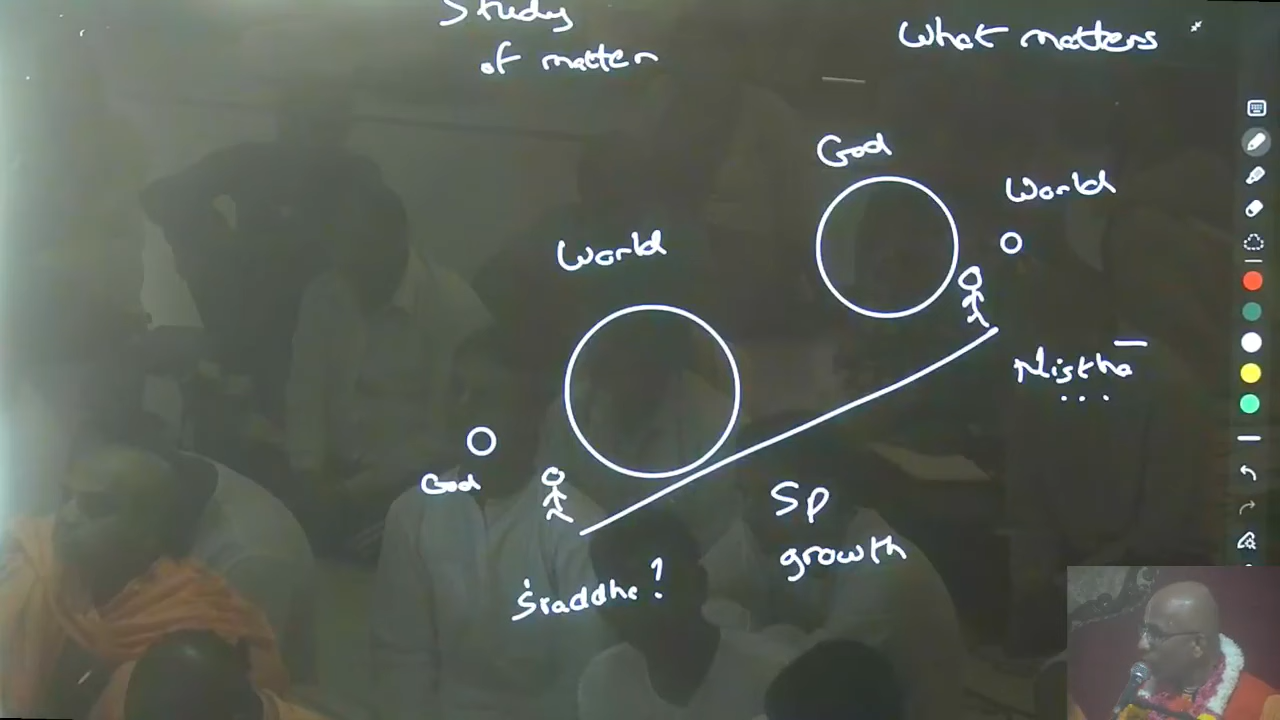 Study
of matter
What matters
God
World
World
God
Nistha
Sp
growth
Śraddha?